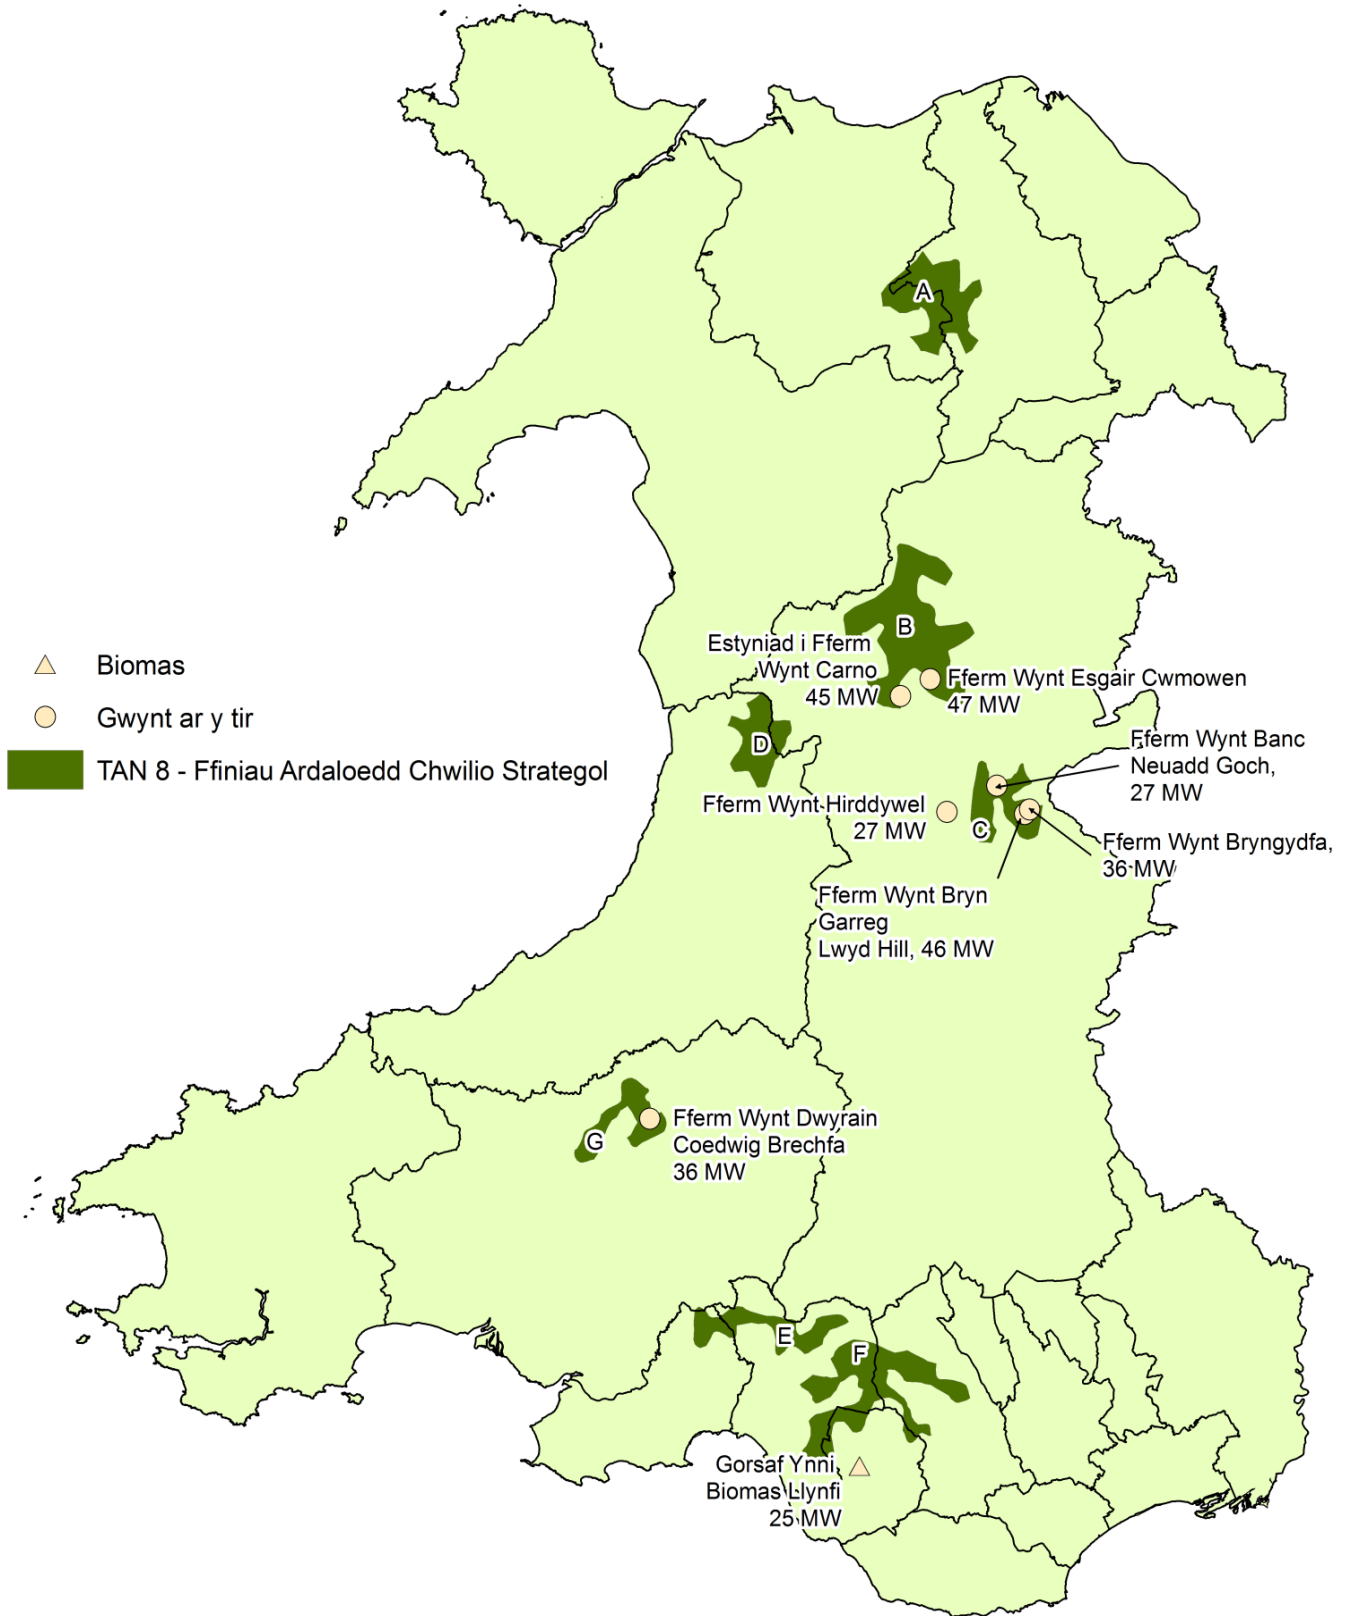 A
B
Estyniad i Fferm
Wynt Carno
45 MW
Fferm Wynt Esgair Cwmowen
47 MW
Biomas
Gwynt ar y tir
TAN 8 - Ffiniau Ardaloedd Chwilio Strategol
D
Fferm Wynt Banc
Neuadd Goch,
27 MW
Fferm Wynt Hirddywel
27 MW
C
Fferm Wynt Bryngydfa,
36 MW
Fferm Wynt Bryn
Garreg
Lwyd Hill, 46 MW
G
Fferm Wynt Dwyrain
Coedwig Brechfa
36 MW
E
F
Gorsaf Ynni
Biomas Llynfi
25 MW